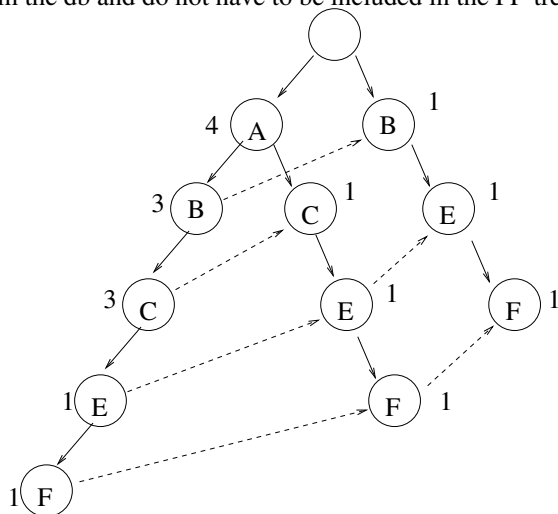 in the db and do not have to be included in the FP tre
1
4 A B
3 B C 1 E 1
3 C E 1 F 1
1 E F 1
1 F